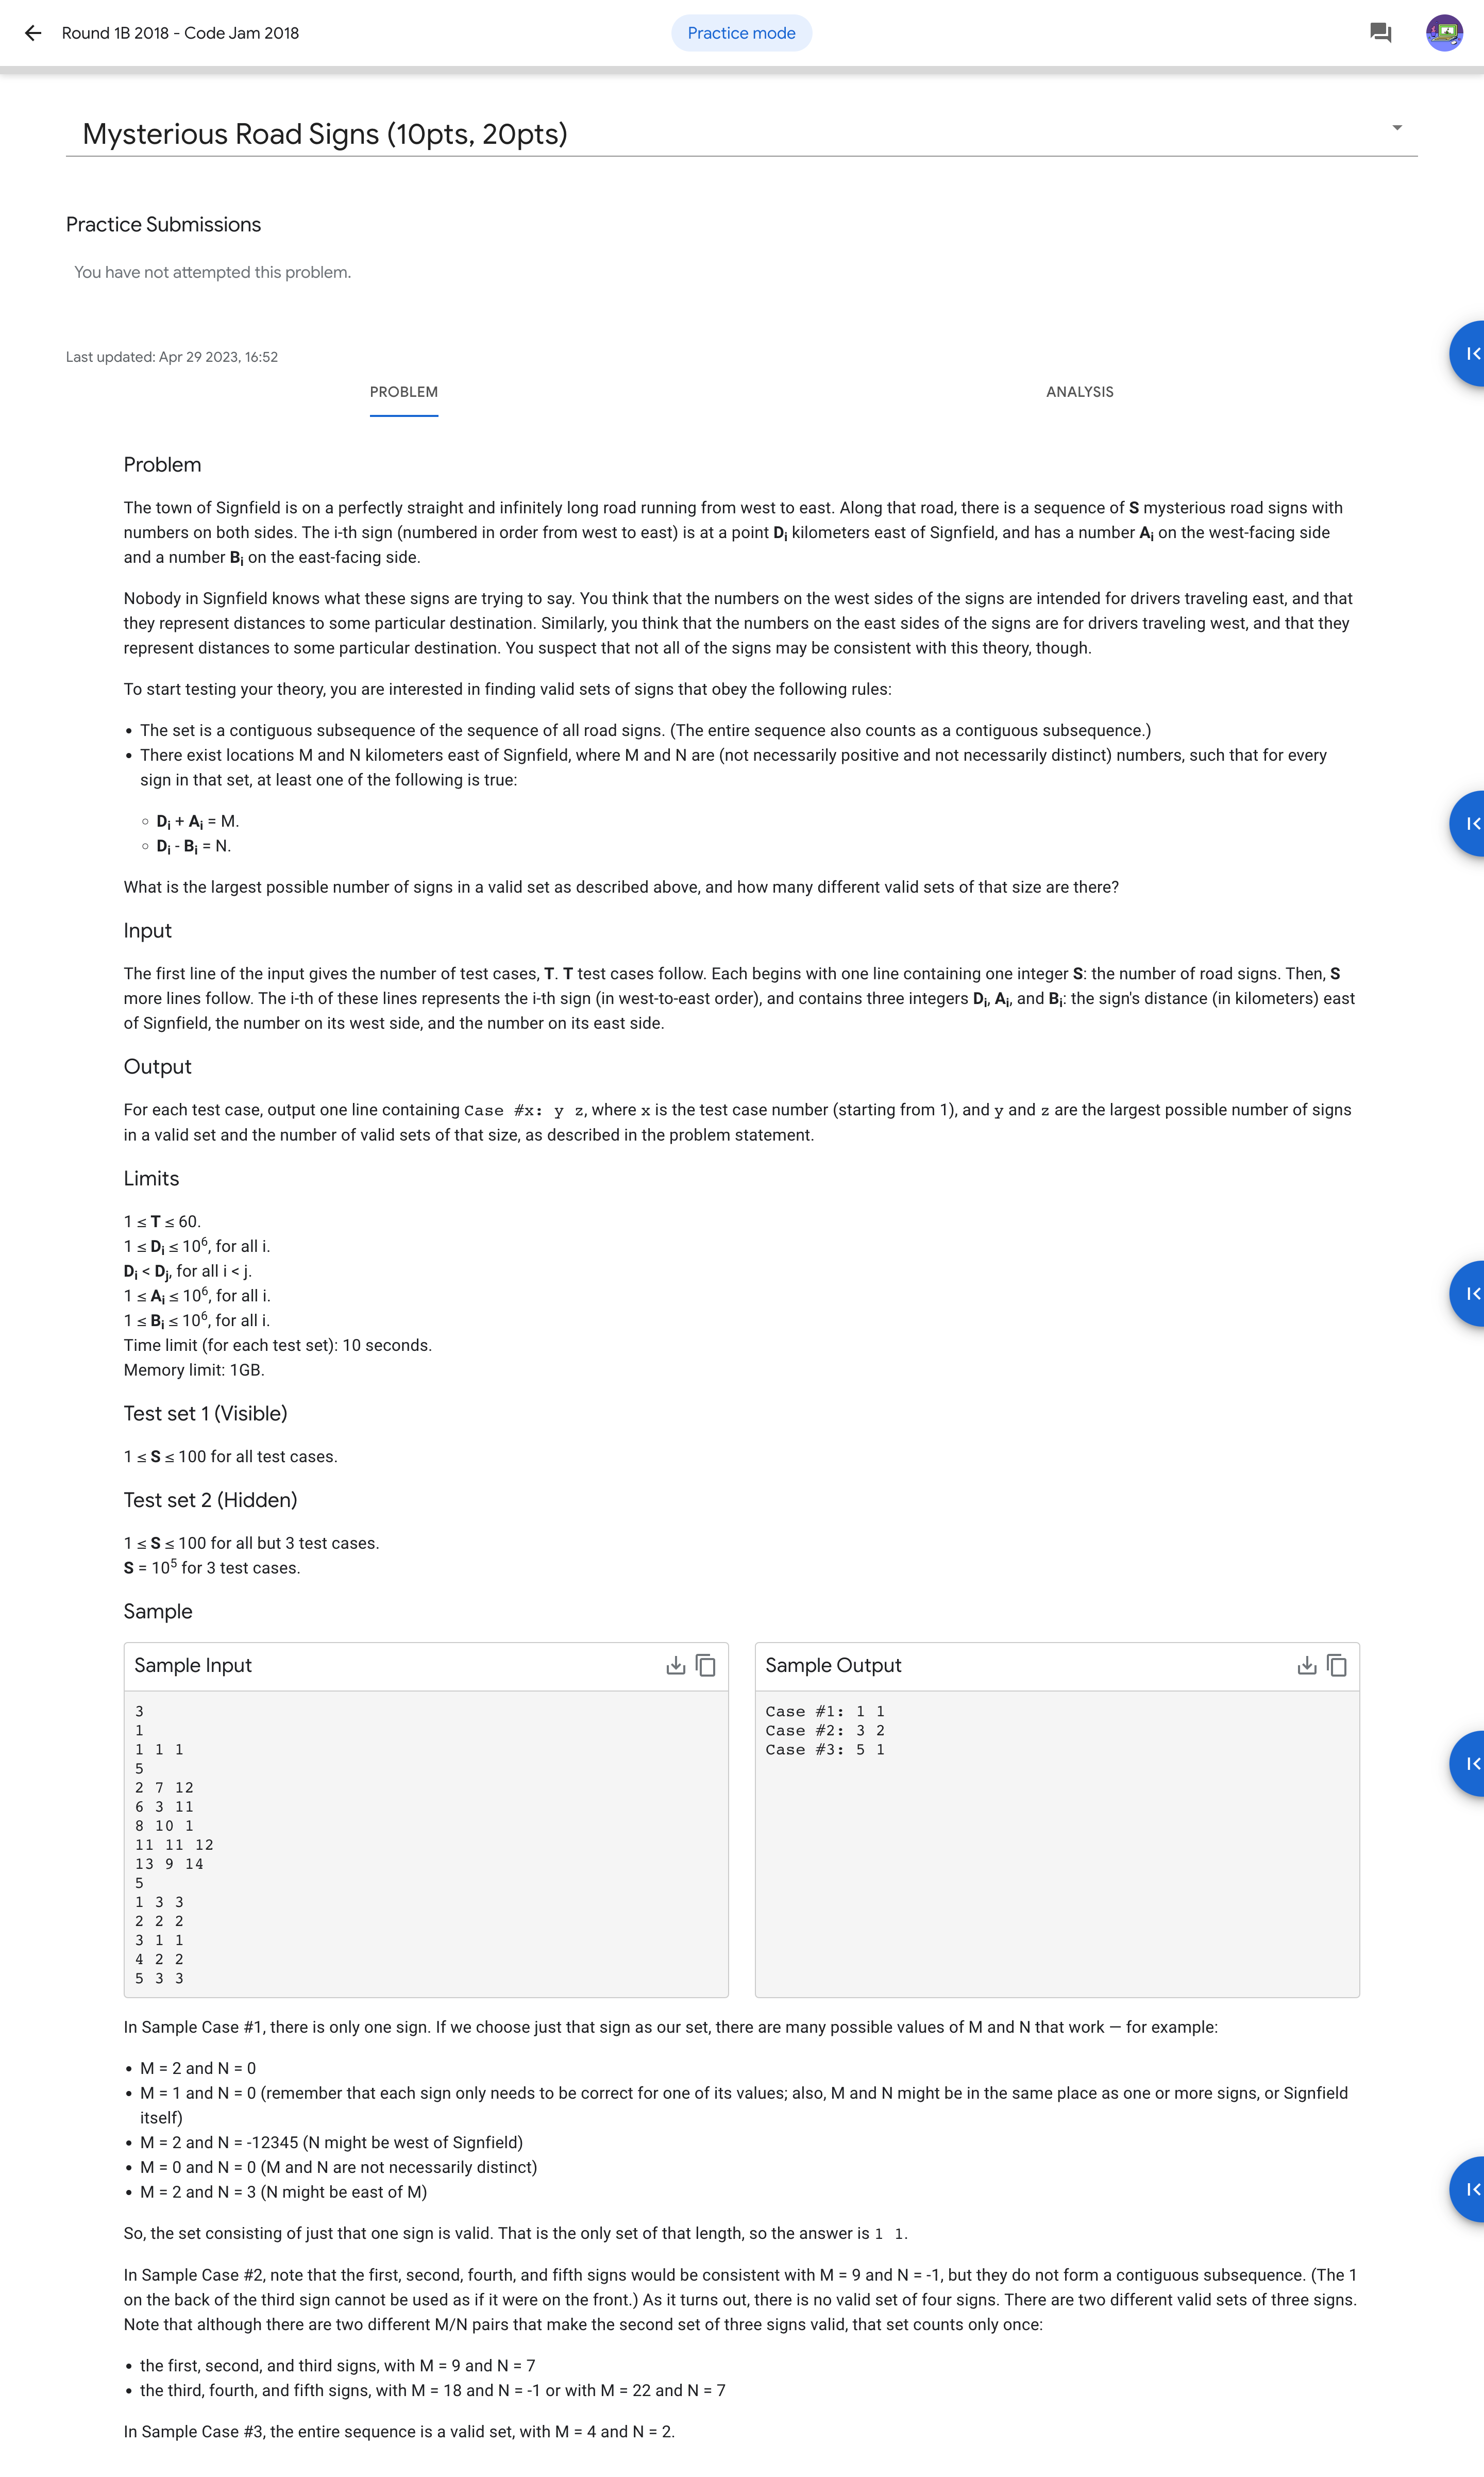 Round 1B 2018 - Code Jam 2018
Practice mode
Mysterious Road Signs (10pts, 20pts)
Practice Submissions
You have not attempted this problem.
Last updated: Apr 29 2023, 16:52
PROBLEM
ANALYSIS
Problem
The town of Signfield is on a perfectly straight and infinitely long road running from west to east. Along that road, there is a sequence of S mysterious road signs with
numbers on both sides. The i-th sign (numbered in order from west to east) is at a point Di kilometers east of Signfield, and has a number Ai on the west-facing side
and a number Bi on the east-facing side.
Nobody in Signfield knows what these signs are trying to say. You think that the numbers on the west sides of the signs are intended for drivers traveling east, and that
they represent distances to some particular destination. Similarly, you think that the numbers on the east sides of the signs are for drivers traveling west, and that they
represent distances to some particular destination. You suspect that not all of the signs may be consistent with this theory, though.
To start testing your theory, you are interested in finding valid sets of signs that obey the following rules:
• The set is a contiguous subsequence of the sequence of all road signs. (The entire sequence also counts as a contiguous subsequence.)
• There exist locations M and N kilometers east of Signfield, where M and N are (not necessarily positive and not necessarily distinct) numbers, such that for every
sign in that set, at least one of the following is true:
◦ Di + Ai = M.
◦ Di - Bi = N.
What is the largest possible number of signs in a valid set as described above, and how many different valid sets of that size are there?
Input
The first line of the input gives the number of test cases, T. T test cases follow. Each begins with one line containing one integer S: the number of road signs. Then, S
more lines follow. The i-th of these lines represents the i-th sign (in west-to-east order), and contains three integers Di, Ai, and Bi: the sign's distance (in kilometers) east
of Signfield, the number on its west side, and the number on its east side.
Output
For each test case, output one line containing Case #x: y z, where x is the test case number (starting from 1), and y and z are the largest possible number of signs
in a valid set and the number of valid sets of that size, as described in the problem statement.
Limits
1 ≤ T ≤ 60.
1 ≤ Di ≤ 10^6, for all i.
Di < Dj, for all i < j.
1 ≤ Ai ≤ 10^6, for all i.
1 ≤ Bi ≤ 10^6, for all i.
Time limit (for each test set): 10 seconds.
Memory limit: 1GB.
Test set 1 (Visible)
1 ≤ S ≤ 100 for all test cases.
Test set 2 (Hidden)
1 ≤ S ≤ 100 for all but 3 test cases.
S = 10^5 for 3 test cases.
Sample
Sample Input
3
1
1 1 1
5
2 7 12
6 3 11
8 10 1
11 11 12
13 9 14
5
1 3 3
2 2 2
3 1 1
4 2 2
5 3 3
Sample Output
Case #1: 1 1
Case #2: 3 2
Case #3: 5 1
In Sample Case #1, there is only one sign. If we choose just that sign as our set, there are many possible values of M and N that work — for example:
• M = 2 and N = 0
• M = 1 and N = 0 (remember that each sign only needs to be correct for one of its values; also, M and N might be in the same place as one or more signs, or Signfield
itself)
• M = 2 and N = -12345 (N might be west of Signfield)
• M = 0 and N = 0 (M and N are not necessarily distinct)
• M = 2 and N = 3 (N might be east of M)
So, the set consisting of just that one sign is valid. That is the only set of that length, so the answer is 1 1.
In Sample Case #2, note that the first, second, fourth, and fifth signs would be consistent with M = 9 and N = -1, but they do not form a contiguous subsequence. (The 1
on the back of the third sign cannot be used as if it were on the front.) As it turns out, there is no valid set of four signs. There are two different valid sets of three signs.
Note that although there are two different M/N pairs that make the second set of three signs valid, that set counts only once:
• the first, second, and third signs, with M = 9 and N = 7
• the third, fourth, and fifth signs, with M = 18 and N = -1 or with M = 22 and N = 7
In Sample Case #3, the entire sequence is a valid set, with M = 4 and N = 2.